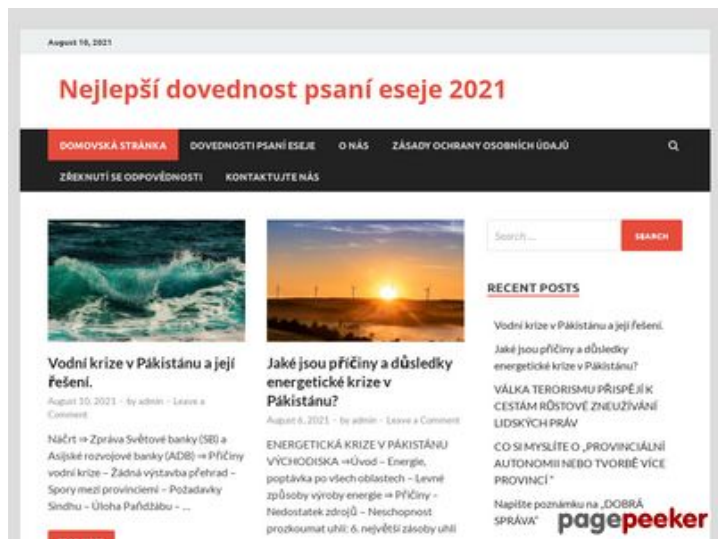 August 10, 2021
Nejlepší dovednost psaní eseje 2021
DOMOVSKÁ STRÁNKA DOVEDNOSTI PSANÍ ESEJE O NÁS ZÁSADY OCHRANY OSOBNÍCH ÚDAJŮ
ZŘEKNUTÍ SE ODPOVĚDNOSTI KONTAKTUJTE NÁS
Vodní krize v Pákistánu a její
řešení.
August 10, 2021 - by admin - Leave a
Comment
Náčrt ⇒ Zpráva Světové banky (SB) a
Asijské rozvojové banky (ADB) ⇒ Příčiny
vodní krize – Žádná výstavba přehrad –
Spory mezi provinciemi – Požadavky
Sindhu – Úloha Paňdžábu – ...
Jaké jsou příčiny a důsledky
energetické krize v
Pákistánu?
August 6, 2021 - by admin - Leave a Comment
ENERGETICKÁ KRIZE V PÁKISTÁNU
VÝCHODISKA ⇒Úvod – Energie,
poptávka po všech oblastech – Levné
způsoby výroby energie ⇒ Příčiny –
Nedostatek zdrojů – Neschopnost
prozkoumat uhlí: 6. největší zásoby uhlí
Search ... SEARCH
RECENT POSTS
Vodní krize v Pákistánu a její řešení.
Jaké jsou příčiny a důsledky
energetické krize v Pákistánu?
VÁLKA TERORISMU PŘISPĚJÍ K
CESTÁM RŮSTOVÉ ZNEUŽÍVÁNÍ
LIDSKÝCH PRÁV
CO SI MYSLÍTE O „PROVINCIÁLNÍ
AUTONOMII NEBO TVORBĚ VÍCE
PROVINCÍ "
Napište poznámku na „DOBRÁ
SPRÁVA"
pagepeeker